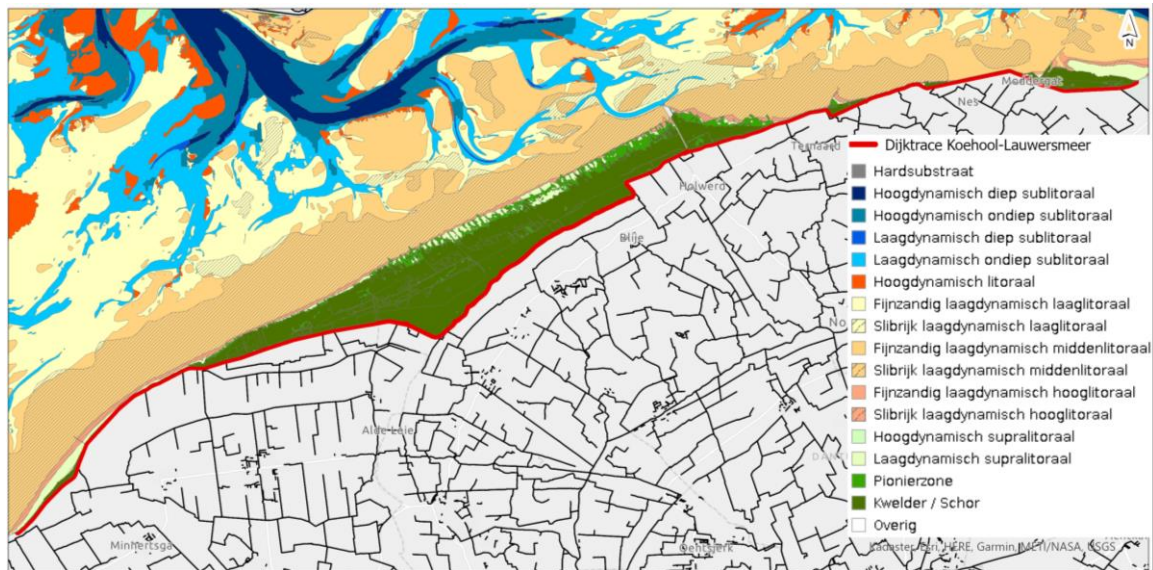 N
Moddergat
Nes
Ternaard
Holwerd
Blije
No
Alde Leie
DANT
Minnertsga
Oentsjerk
Dijktrace Koehool-Lauwersmeer
Hardsubstraat
Hoogdynamisch diep sublitoraal
Hoogdynamisch ondiep sublitoraal
Laagdynamisch diep sublitoraal
Laagdynamisch ondiep sublitoraal
Hoogdynamisch litoraal
Fijnzandig laagdynamisch laaglitoraal
Slibrijk laagdynamisch laaglitoraal
Fijnzandig laagdynamisch middenlitoraal
Slibrijk laagdynamisch middenlitoraal
Fijnzandig laagdynamisch hooglitoraal
Slibrijk laagdynamisch hooglitoraal
Hoogdynamisch supralitoraal
Laagdynamisch supralitoraal
Pionierzone
Kwelder / Schor
Overig
Kadaster, Esri, HERE, Garmin, METI/NASA, USGS